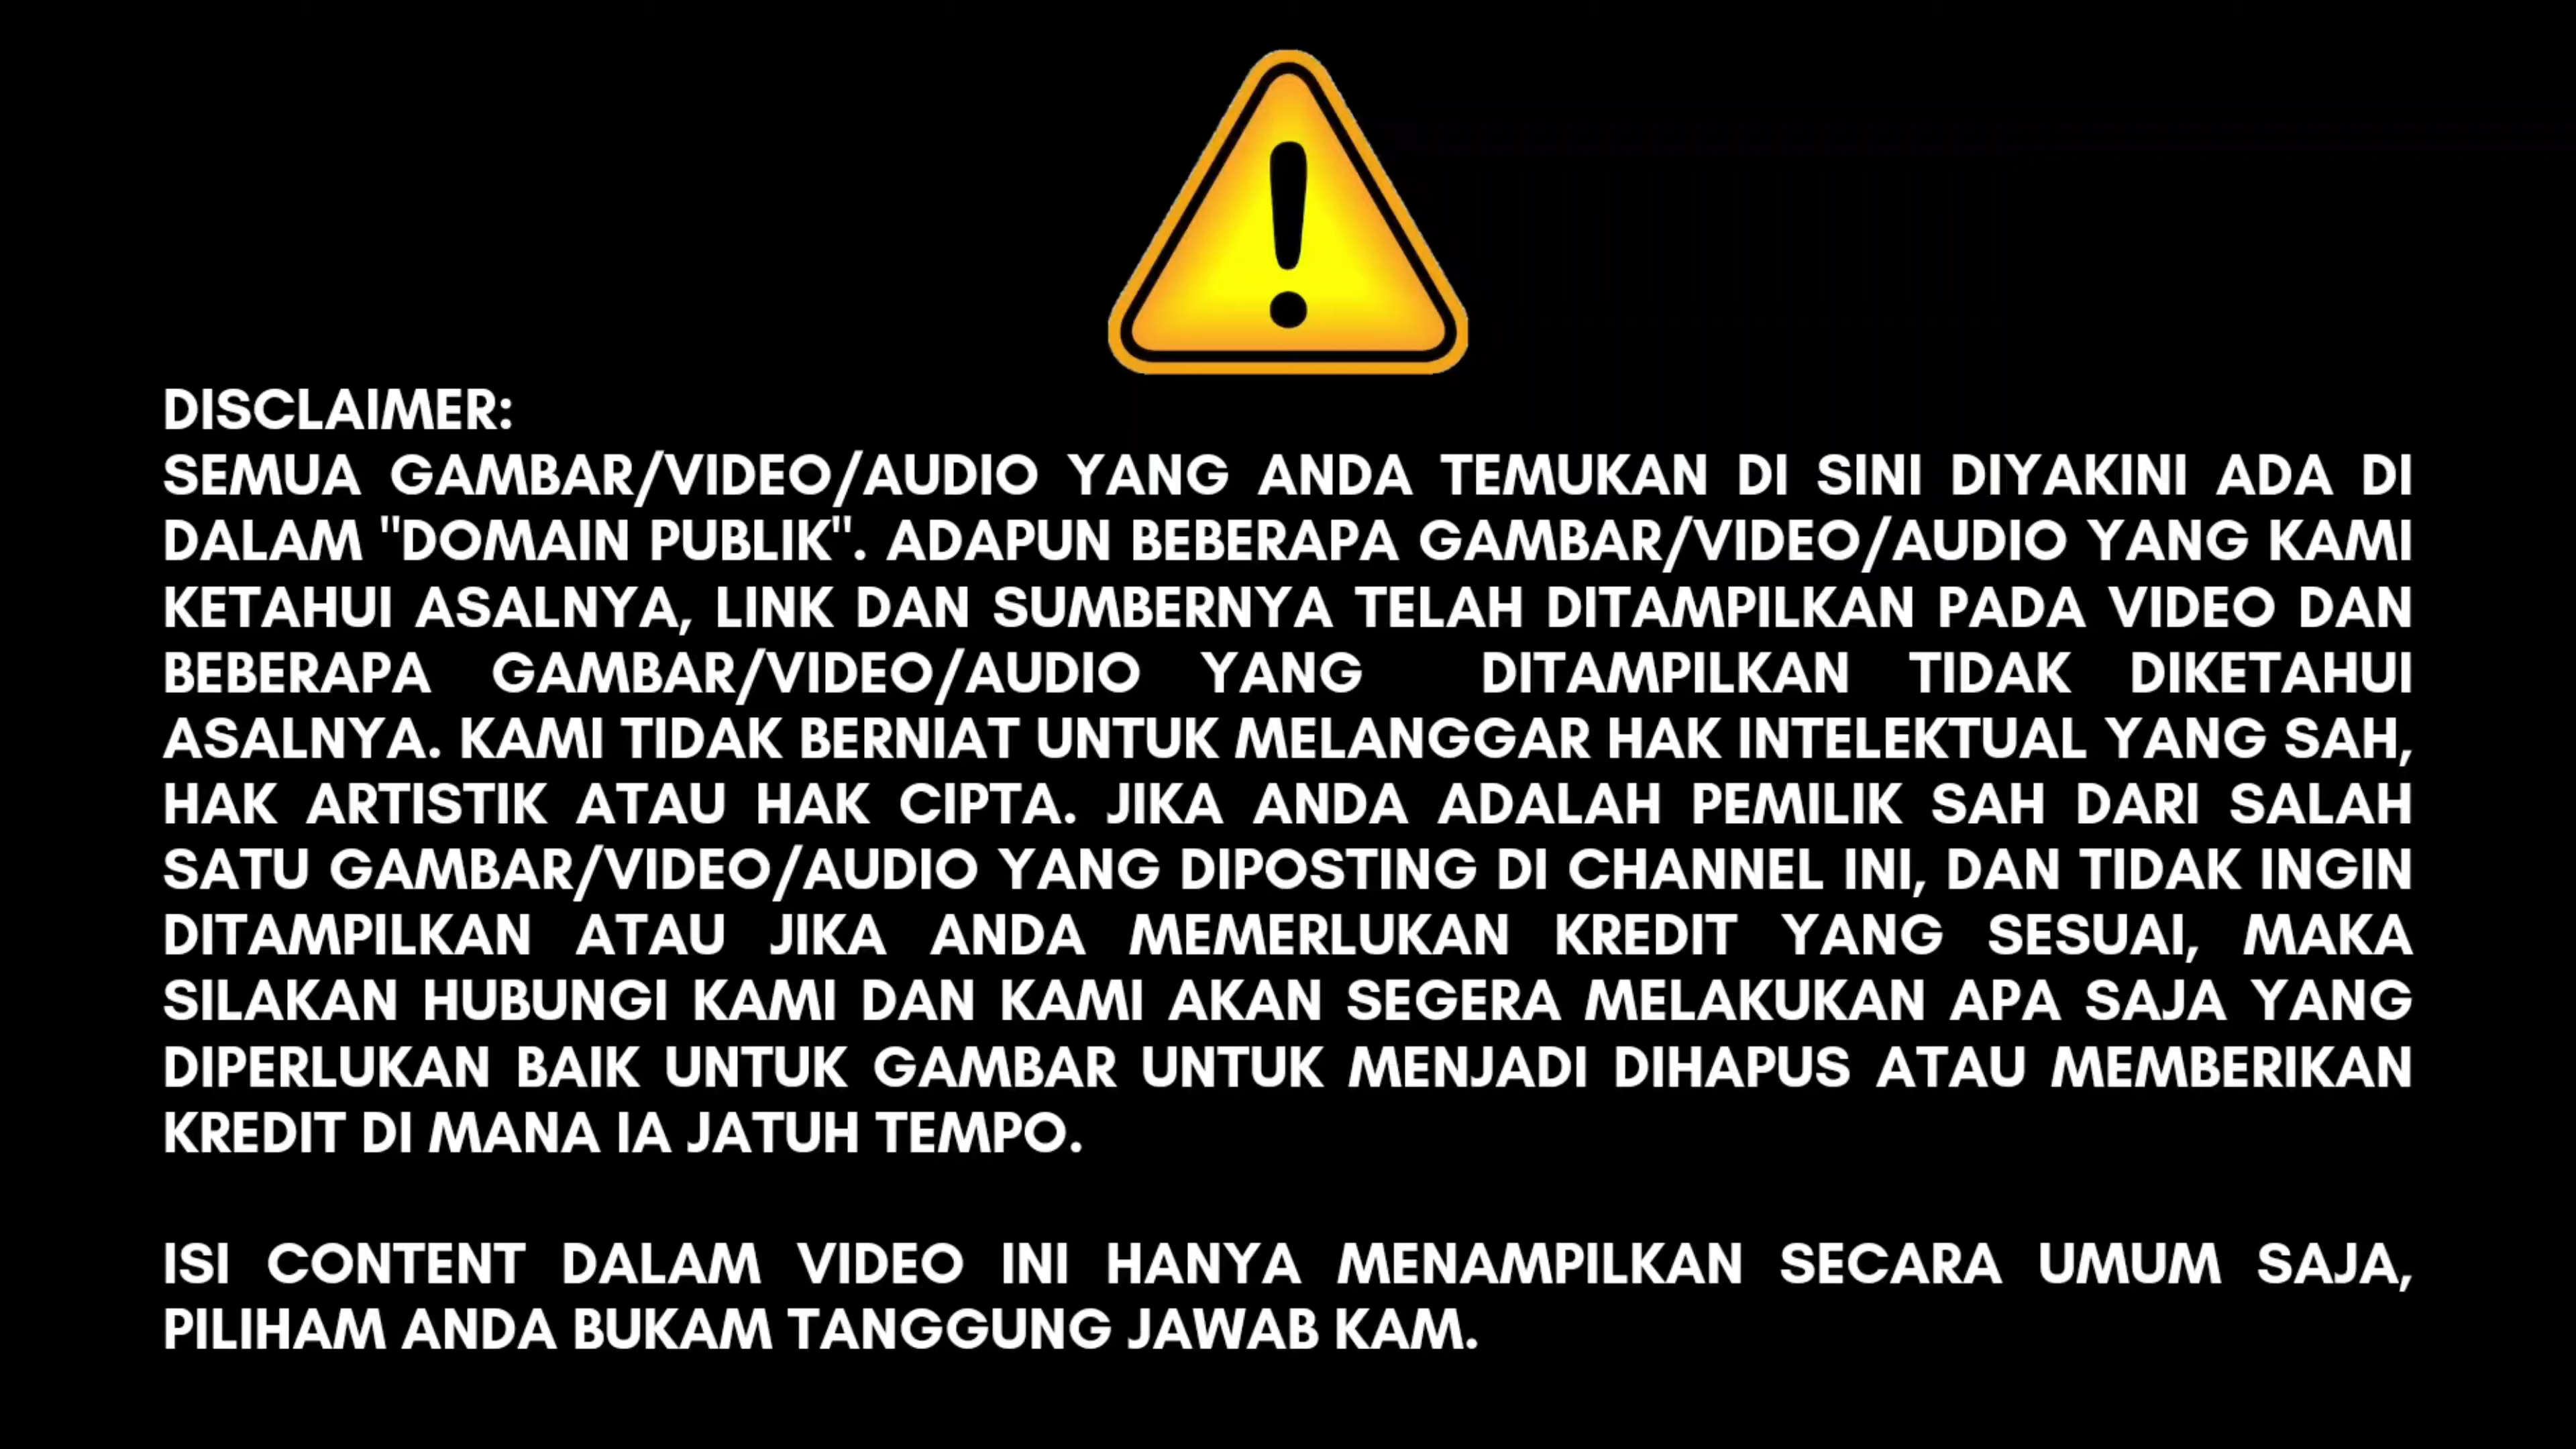 DISCLAIMER:
SEMUA GAMBAR/VIDEO/AUDIO YANG ANDA TEMUKAN DI SINI DIYAKINI ADA DI
DALAM "DOMAIN PUBLIK". ADAPUN BEBERAPA GAMBAR/VIDEO/AUDIO YANG KAMI
KETAHUI ASALNYA, LINK DAN SUMBERNYA TELAH DITAMPILKAN PADA VIDEO DAN
BEBERAPA GAMBAR/VIDEO/AUDIO YANG DITAMPILKAN TIDAK DIKETAHUI
ASALNYA. KAMI TIDAK BERNIAT UNTUK MELANGGAR HAK INTELEKTUAL YANG SAH,
HAK ARTISTIK ATAU HAK CIPTA. JIKA ANDA ADALAH PEMILIK SAH DARI SALAH
SATU GAMBAR/VIDEO/AUDIO YANG DIPOSTING DI CHANNEL INI, DAN TIDAK INGIN
DITAMPILKAN ATAU JIKA ANDA MEMERLUKAN KREDIT YANG SESUAI, MAKA
SILAKAN HUBUNGI KAMI DAN KAMI AKAN SEGERA MELAKUKAN APA SAJA YANG
DIPERLUKAN BAIK UNTUK GAMBAR UNTUK MENJADI DIHAPUS ATAU MEMBERIKAN
KREDIT DI MANA IA JATUH TEMPO.
ISI CONTENT DALAM VIDEO INI HANYA MENAMPILKAN SECARA UMUM SAJA,
PILIHAM ANDA BUKAM TANGGUNG JAWAB KAM.